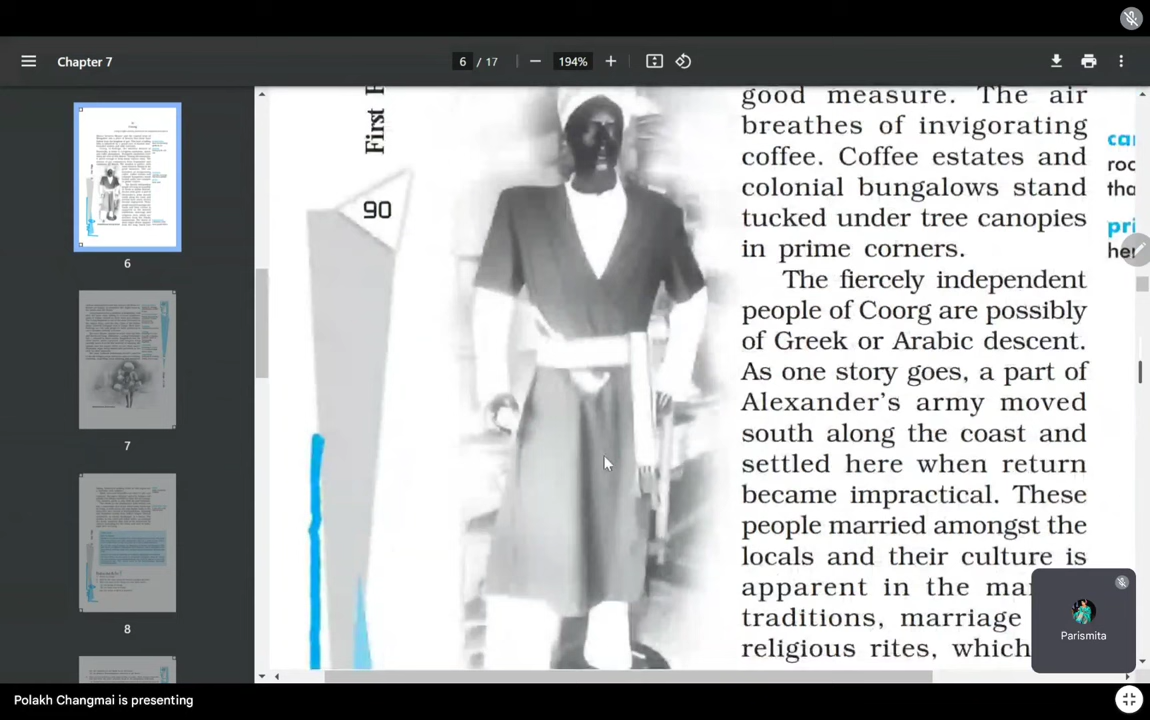 Chapter 7
6 / 17
194%
6
7
8
First
90
good measure. The air
breathes of invigorating
coffee. Coffee estates and
colonial bungalows stand
tucked under tree canopies
in prime corners.
The fiercely independent
people of Coorg are possibly
of Greek or Arabic descent.
As one story goes, a part of
Alexander’s army moved
south along the coast and
settled here when return
became impractical. These
people married amongst the
locals and their culture is
apparent in the
traditions, marriage
religious rites, which
Parismita
Polakh Changmai is presenting